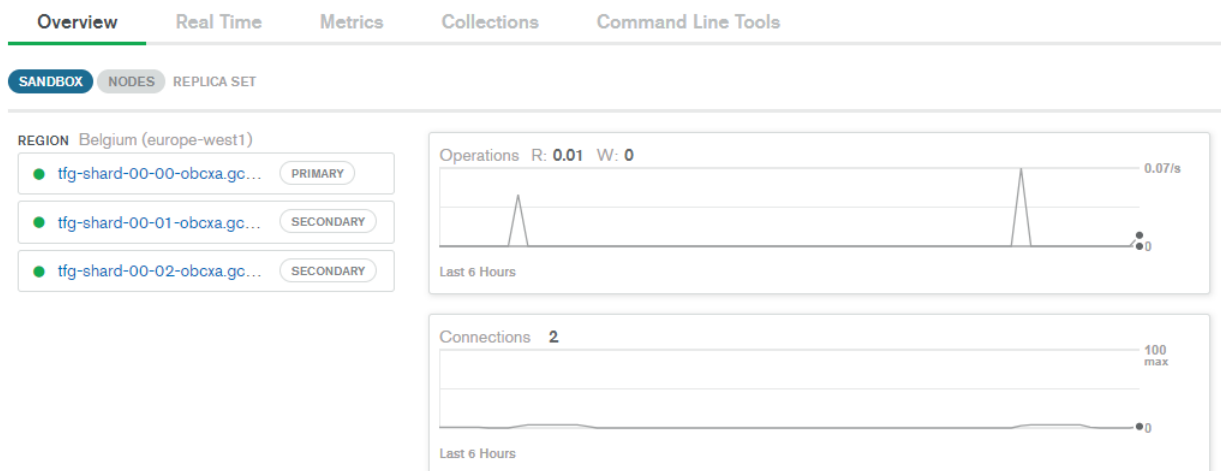 Overview Real Time Metrics Collections Command Line Tools
SANDBOX NODES REPLICA SET
REGION Belgium (europe-west1)
tfg-shard-00-00-obcxa.gc... PRIMARY
tfg-shard-00-01-obcxa.gc... SECONDARY
tfg-shard-00-02-obcxa.gc... SECONDARY
Operations R: 0.01 W: 0
0.07/s
0
Last 6 Hours
Connections 2
100
max
0
Last 6 Hours